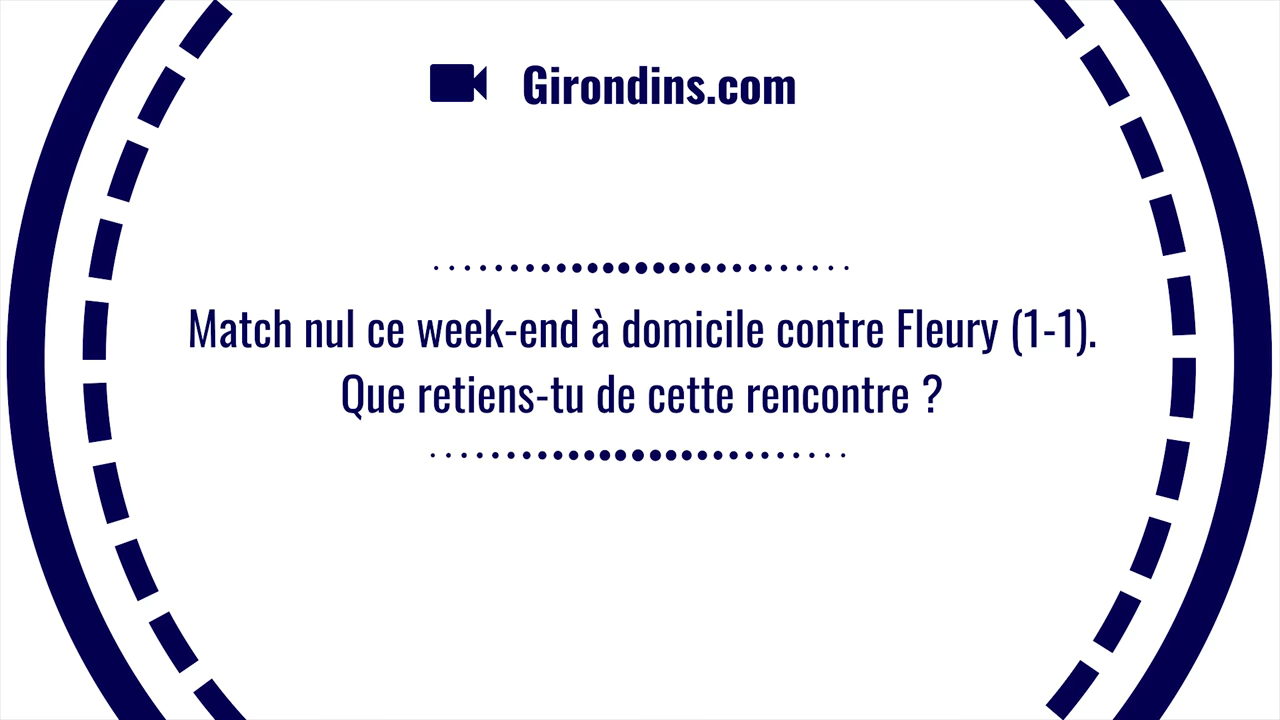 Girondins.com
Match nul ce week-end à domicile contre Fleury (1-1).
Que retiens-tu de cette rencontre ?